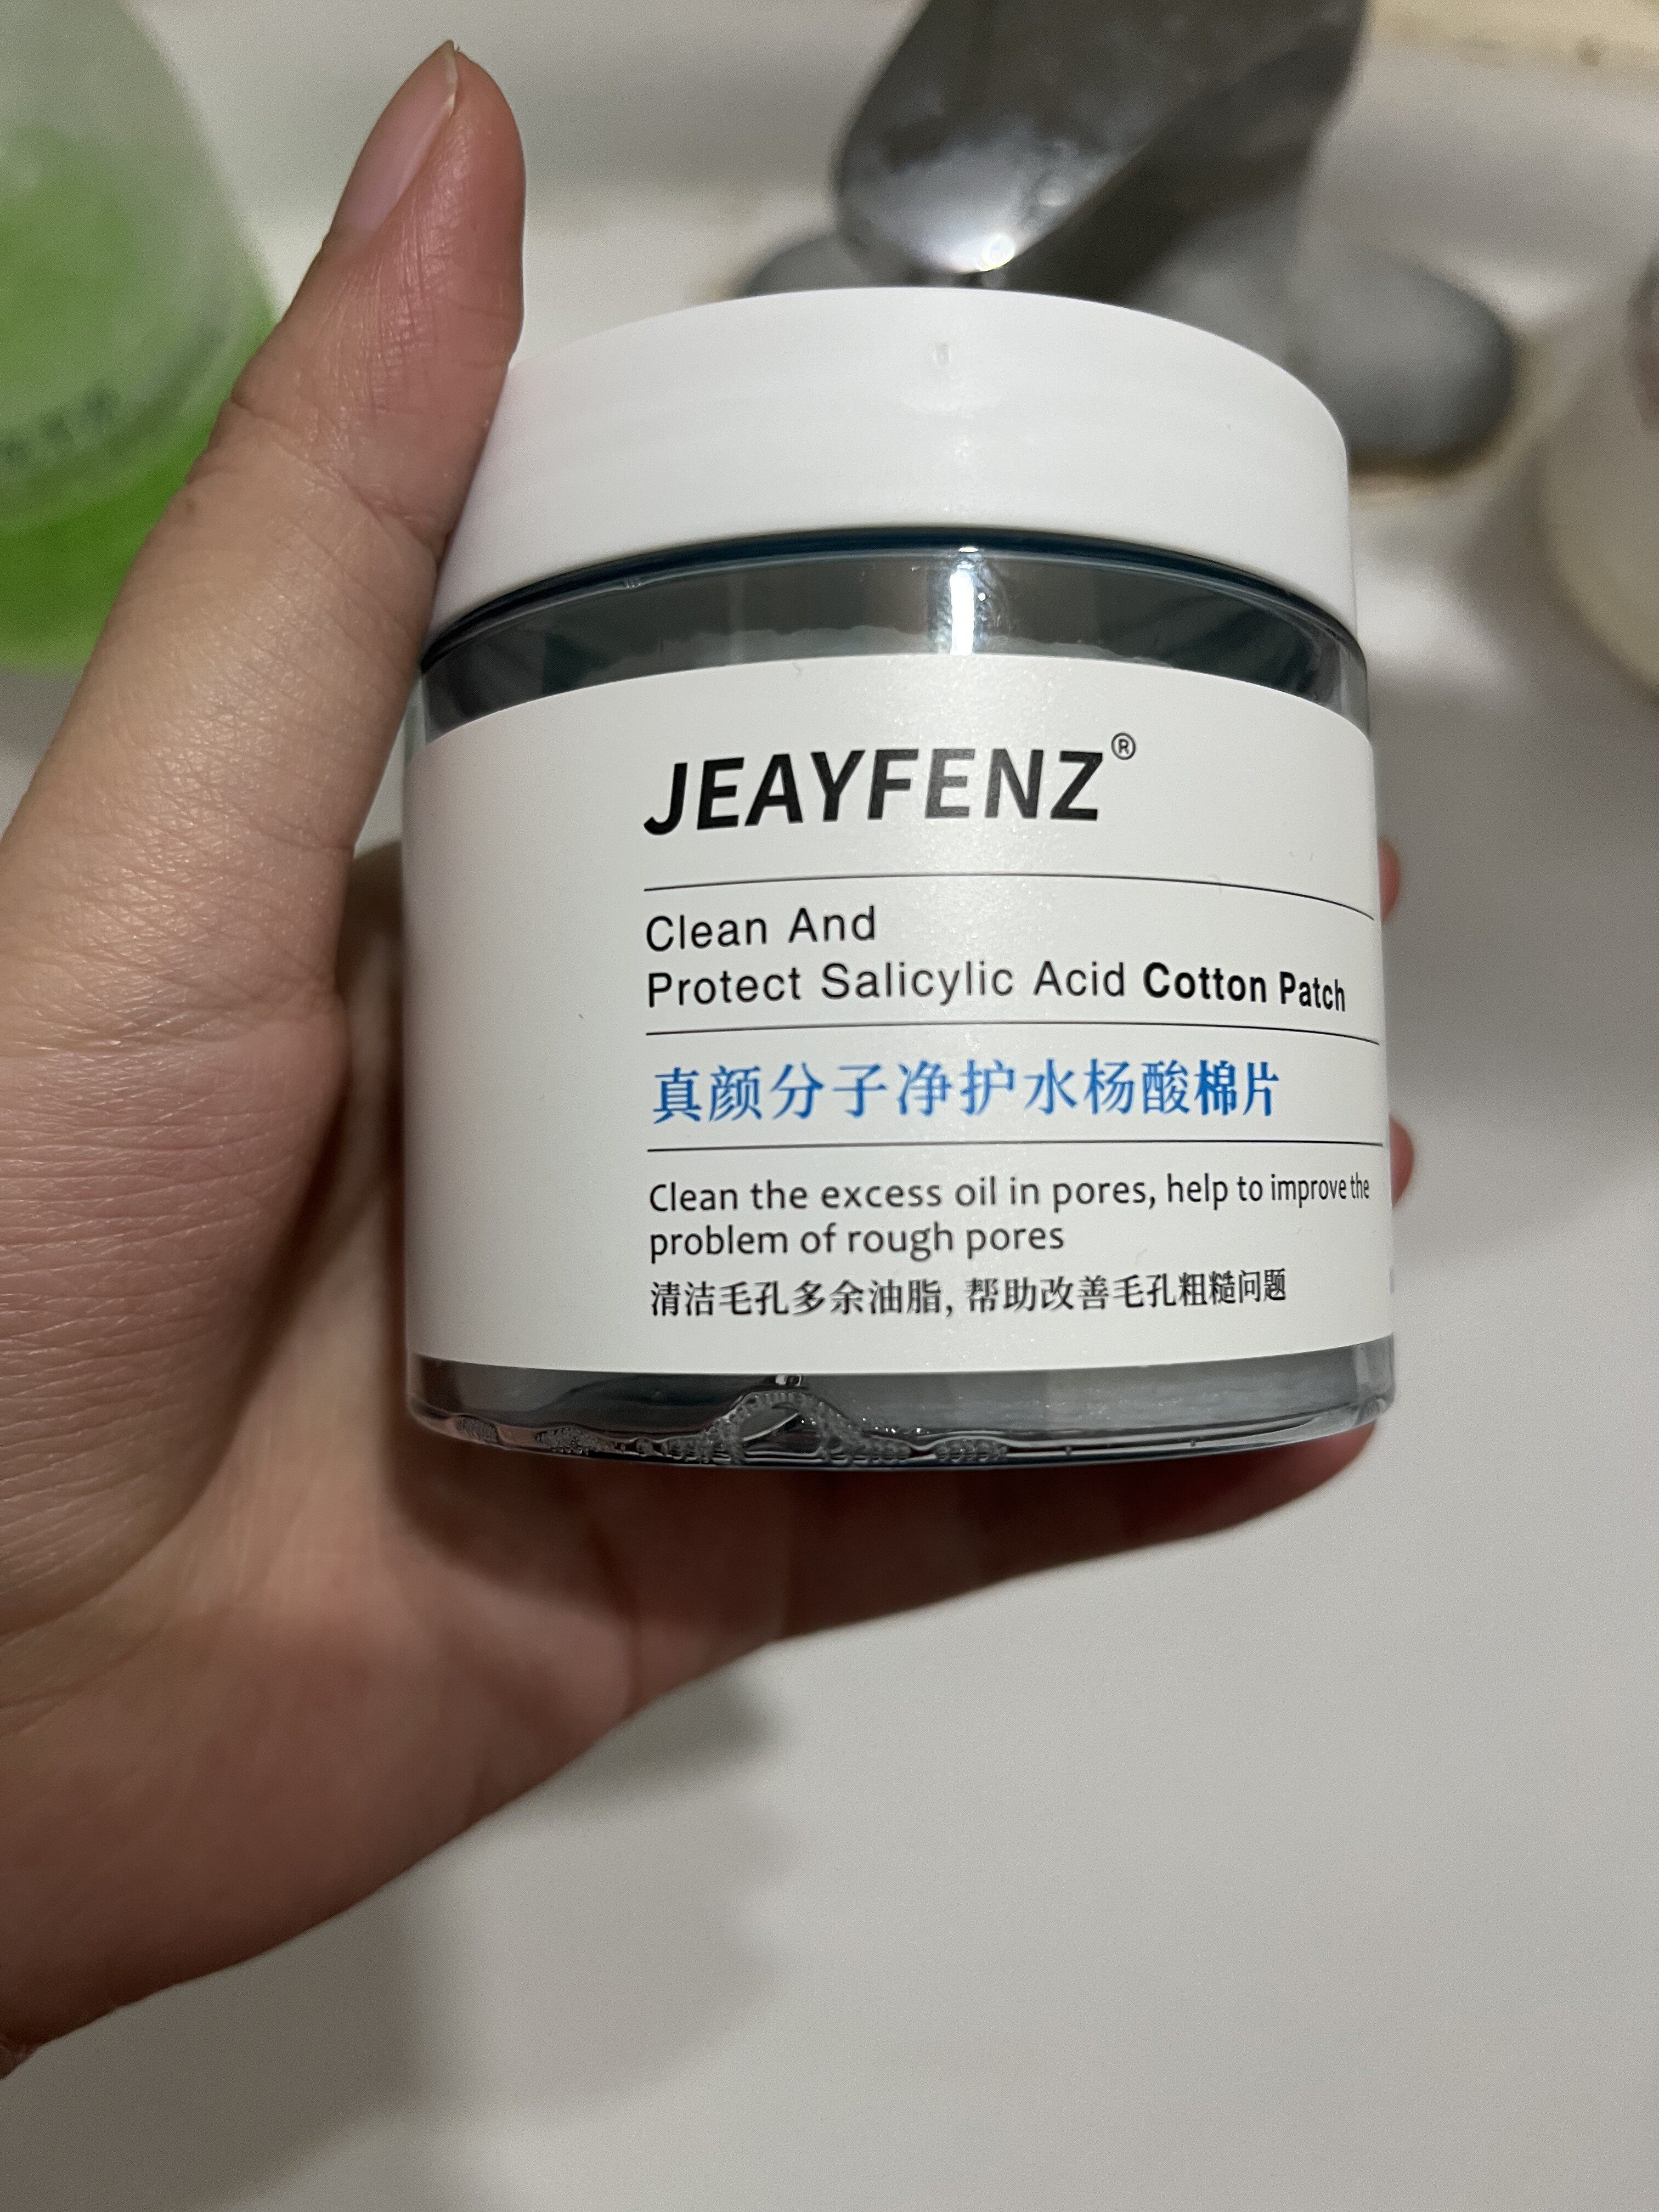 JEAYFENZ®
Clean And
Protect Salicylic Acid Cotton Patch
真颜分子净护水杨酸棉片
Clean the excess oil in pores, help to improve the
problem of rough pores
清洁毛孔多余油脂, 帮助改善毛孔粗糙问题